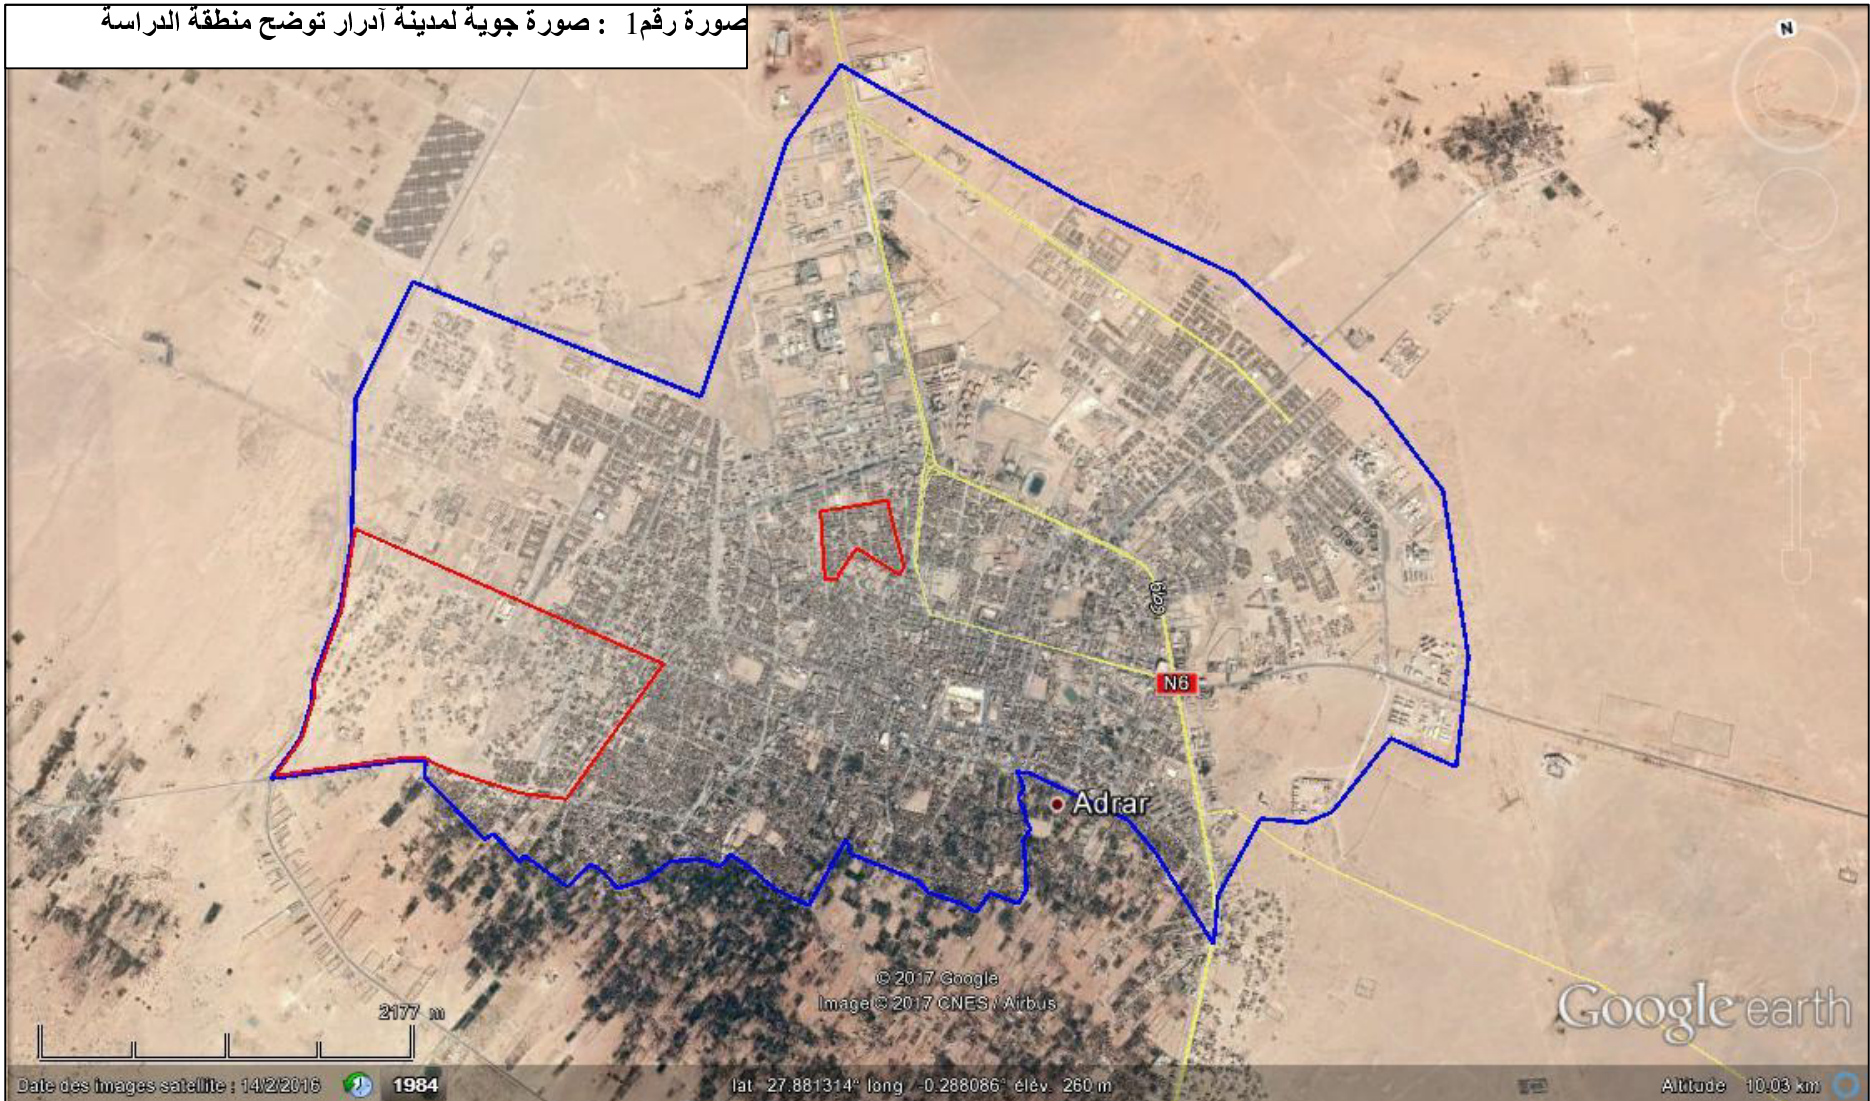 صورة رقم1 : صورة جوية لمدينة آدرار توضح منطقة الدراسة
N
N6
Adrar
© 2017 Google
Image © 2017 CNES / Airbus
Google earth
2177 m
Date des images satellite : 14/2/2016 1984 lat 27.881314° long -0.288086° élév. 260 m Altitude 10.03 km